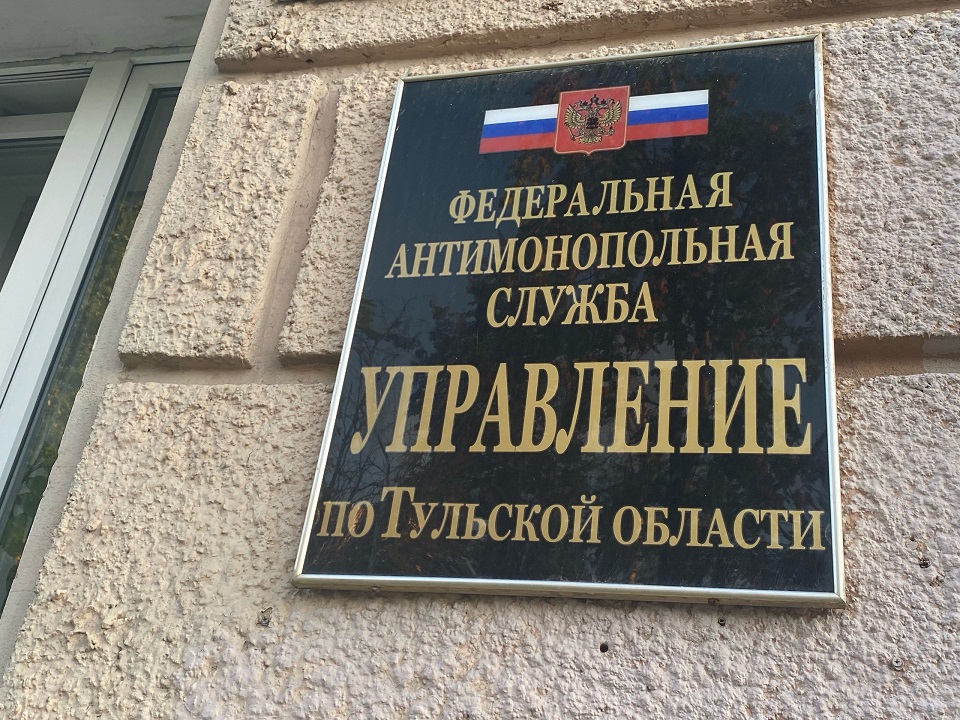 ФЕДЕРАЛЬНАЯ
АНТИМОНОПОЛЬНАЯ
СЛУЖБА
УПРАВЛЕНИЕ
ПО ТУЛЬСКОЙ ОБЛАСТИ